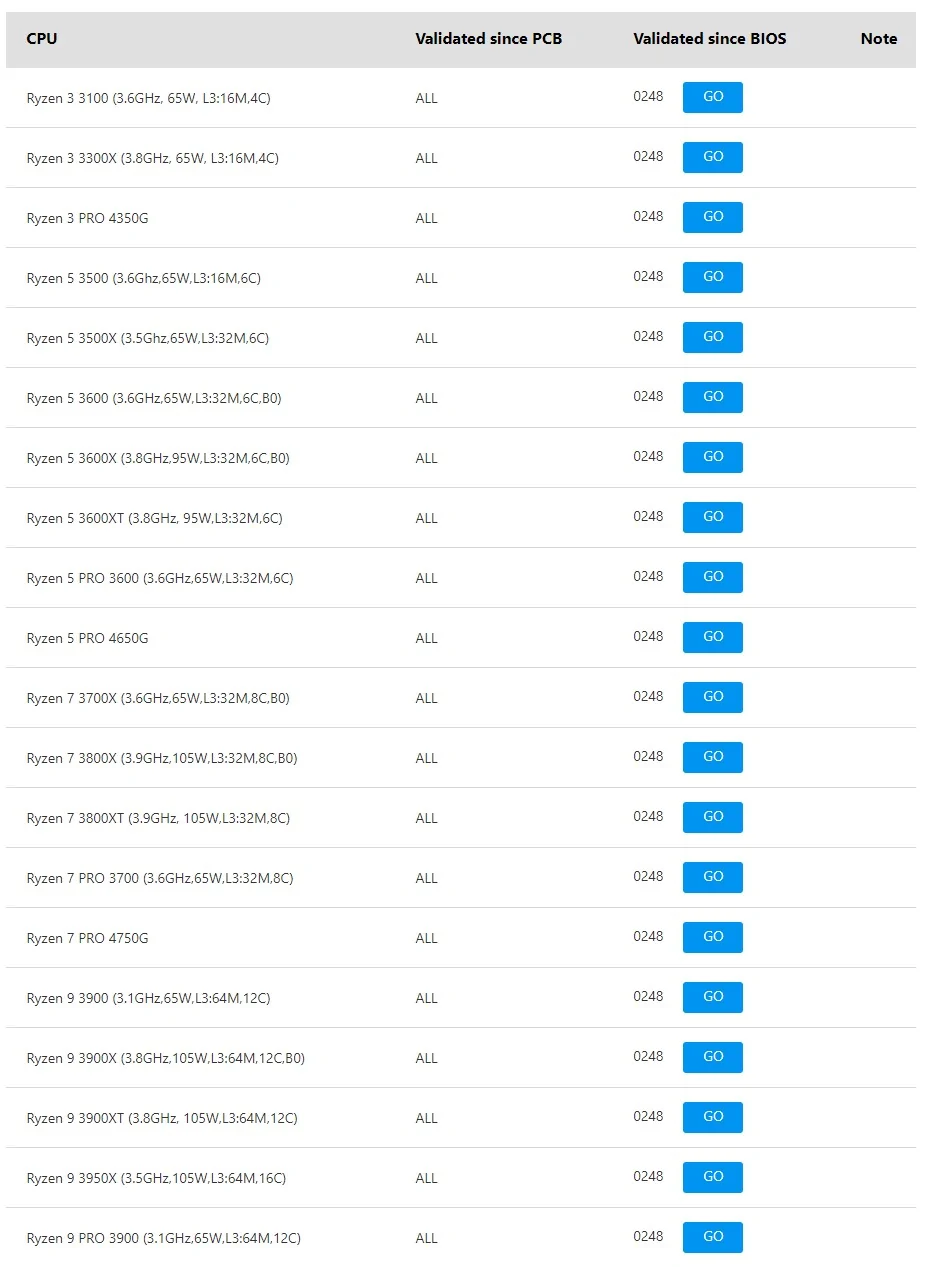 CPU Validated since PCB Validated since BIOS Note
Ryzen 3 3100 (3.6GHz, 65W, L3:16M,4C) ALL 0248 GO
Ryzen 3 3300X (3.8GHz, 65W, L3:16M,4C) ALL 0248 GO
Ryzen 3 PRO 4350G ALL 0248 GO
Ryzen 5 3500 (3.6Ghz,65W,L3:16M,6C) ALL 0248 GO
Ryzen 5 3500X (3.5Ghz,65W,L3:32M,6C) ALL 0248 GO
Ryzen 5 3600 (3.6GHz,65W,L3:32M,6C,B0) ALL 0248 GO
Ryzen 5 3600X (3.8GHz,95W,L3:32M,6C,B0) ALL 0248 GO
Ryzen 5 3600XT (3.8GHz, 95W,L3:32M,6C) ALL 0248 GO
Ryzen 5 PRO 3600 (3.6GHz,65W,L3:32M,6C) ALL 0248 GO
Ryzen 5 PRO 4650G ALL 0248 GO
Ryzen 7 3700X (3.6GHz,65W,L3:32M,8C,B0) ALL 0248 GO
Ryzen 7 3800X (3.9GHz,105W,L3:32M,8C,B0) ALL 0248 GO
Ryzen 7 3800XT (3.9GHz, 105W,L3:32M,8C) ALL 0248 GO
Ryzen 7 PRO 3700 (3.6GHz,65W,L3:32M,8C) ALL 0248 GO
Ryzen 7 PRO 4750G ALL 0248 GO
Ryzen 9 3900 (3.1GHz,65W,L3:64M,12C) ALL 0248 GO
Ryzen 9 3900X (3.8GHz,105W,L3:64M,12C,B0) ALL 0248 GO
Ryzen 9 3900XT (3.8GHz, 105W,L3:64M,12C) ALL 0248 GO
Ryzen 9 3950X (3.5GHz,105W,L3:64M,16C) ALL 0248 GO
Ryzen 9 PRO 3900 (3.1GHz,65W,L3:64M,12C) ALL 0248 GO